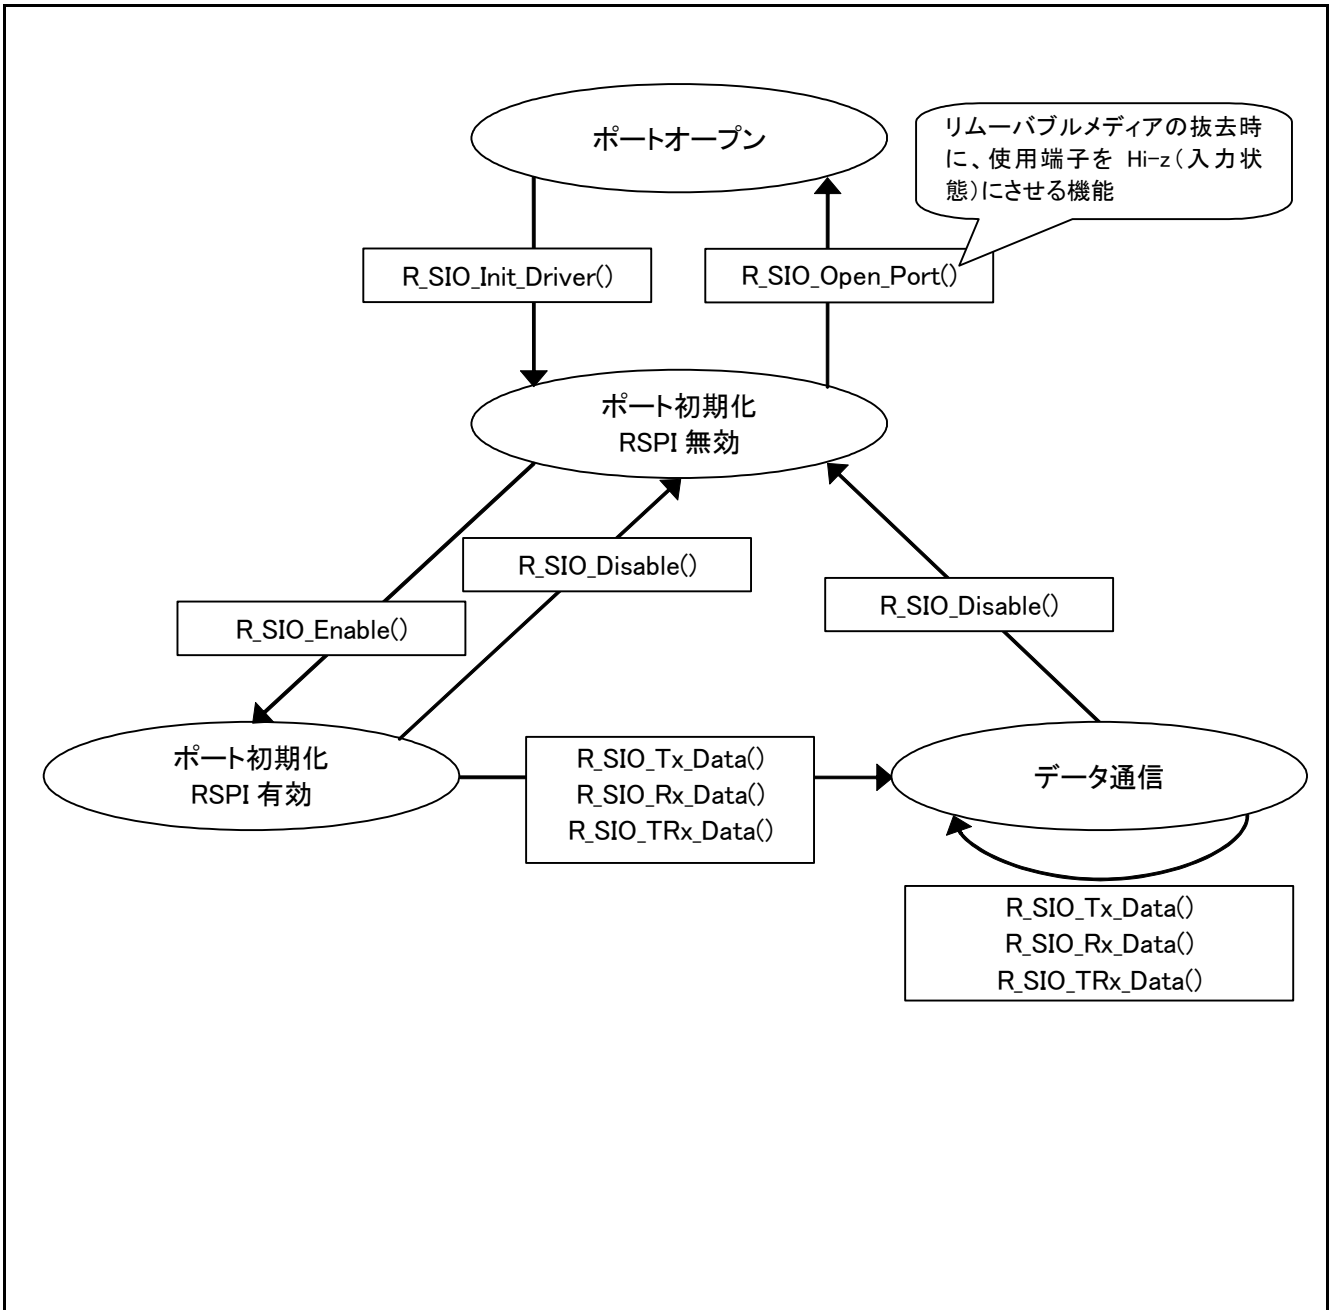 ポートオープン
リムーバブルメディアの抜去時
に、使用端子を Hi-z(入力状
態)にさせる機能
R_SIO_Init_Driver()
R_SIO_Open_Port()
ポート初期化
RSPI 無効
R_SIO_Disable()
R_SIO_Disable()
R_SIO_Enable()
ポート初期化
RSPI 有効
R_SIO_Tx_Data()
R_SIO_Rx_Data()
R_SIO_TRx_Data()
データ通信
R_SIO_Tx_Data()
R_SIO_Rx_Data()
R_SIO_TRx_Data()